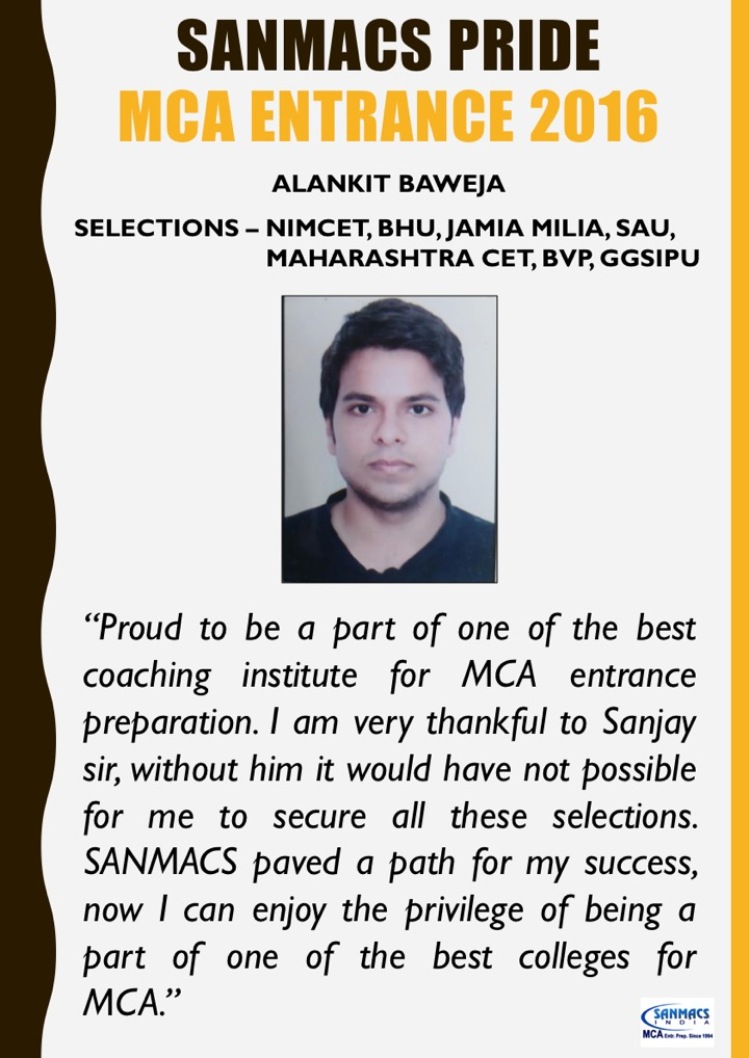 SANMACS PRIDE
MCA ENTRANCE 2016
ALANKIT BAWEJA
SELECTIONS – NIMCET, BHU, JAMIA MILIA, SAU,
MAHARASHTRA CET, BVP, GGSIPU
“Proud to be a part of one of the best
coaching institute for MCA entrance
preparation. I am very thankful to Sanjay
sir, without him it would have not possible
for me to secure all these selections.
SANMACS paved a path for my success,
now I can enjoy the privilege of being a
part of one of the best colleges for
MCA.”
SANMACS
INDIA
MCA Entr. Prep. Since 1994